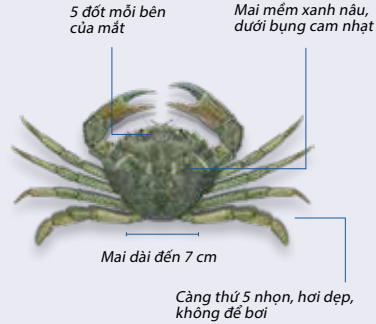 5 đốt mỗi bên
của mắt
Mai mềm xanh nâu,
dưới bụng cam nhạt
Mai dài đến 7 cm
Càng thứ 5 nhọn, hơi dẹp,
không để bơi